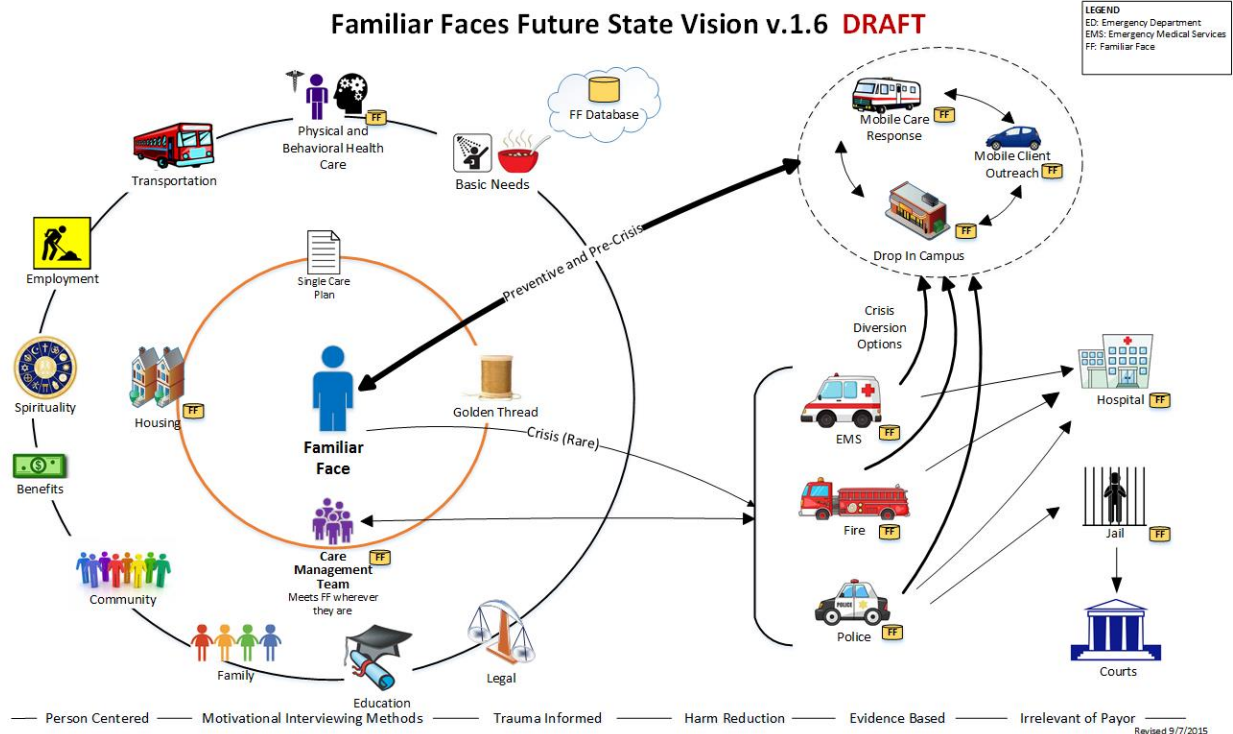 Familiar Faces Future State Vision v.1.6 DRAFT
LEGEND
ED: Emergency Department
EMS: Emergency Medical Services
FF: Familiar Face
FF
Physical and
Behavioral Health
Care
FF Database
Transportation
Basic Needs
Employment
Spirituality
Benefits
Community
Family
Education
Legal
Single Care
Plan
Housing
FF
Golden Thread
Familiar
Face
Care
Management
Team
FF
Meets FF wherever
they are
Preventive and Pre-Crisis
Crisis (Rare)
Mobile Care
Response
FF
Mobile Client
Outreach
FF
Drop In Campus
FF
Crisis
Diversion
Options
EMS
FF
Fire
FF
POLICE
Police
FF
Hospital
FF
Jail
FF
Courts
Person Centered
Motivational Interviewing Methods
Trauma Informed
Harm Reduction
Evidence Based
Irrelevant of Payor
Revised 9/7/2015